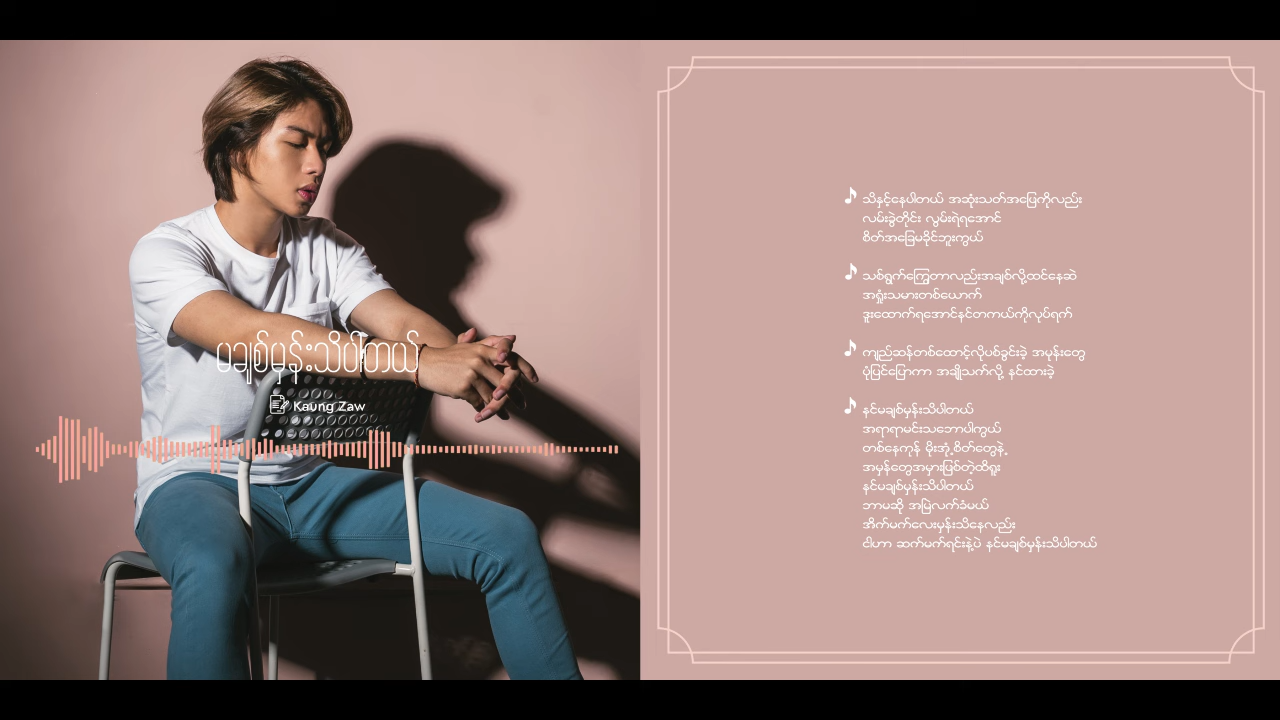 မချစ်မှန်းသိပါတယ်
Kaung Zaw
သိနှင့်နေပါတယ် အဆုံးသတ်အဖြေကိုလည်း
လမ်းခွဲတိုင်း လွမ်းရဲရအောင်
စိတ်အခြေမခိုင်ဘူးကွယ်
သစ်ရွက်ကြွေတာလည်းအချစ်လို့ထင်နေဆဲ
အရှုံးသမားတစ်ယောက်
ဒူးထောက်ရအောင်နင်တကယ်ကိုလုပ်ရက်
ကျည်ဆန်တစ်ထောင့်လိုပစ်ခွင်းခဲ့ အမုန်းတွေ
ပုံပြင်ပြောကာ အချိုသက်လို့ နင်ထားခဲ့
နင်မချစ်မှန်းသိပါတယ်
အရာရာမင်းသဘောပါကွယ်
တစ်နေကုန် မိုးအုံ့စိတ်တွေနဲ့
အမှန်တွေအမှားဖြစ်တဲ့ထိရူး
နင်မချစ်မှန်းသိပါတယ်
ဘာမဆို အမြဲလက်ခံမယ်
အိက်မက်လေးမှန်းသိနေလည်း
ငါဟာ ဆက်မက်ရင်းနဲ့ပဲ နင်မချစ်မှန်းသိပါတယ်